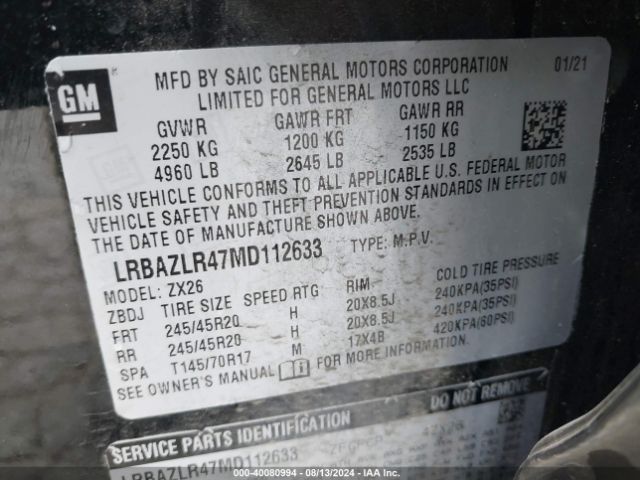 GM
MFD BY SAIC GENERAL MOTORS CORPORATION 01/21
LIMITED FOR GENERAL MOTORS LLC
GVWR GAWR FRT GAWR RR
2250 KG 1200 KG 1150 KG
4960 LB 2645 LB 2535 LB
THIS VEHICLE CONFORMS TO ALL APPLICABLE U.S. FEDERAL MOTOR
VEHICLE SAFETY AND THEFT PREVENTION STANDARDS IN EFFECT ON
THE DATE OF MANUFACTURE SHOWN ABOVE.
LRBAZLR47MD112633 TYPE: M.P.V.
MODEL: ZX26
ZBDJ TIRE SIZE SPEED RTG RIM COLD TIRE PRESSURE
FRT 245/45R20 H 20X8.5J 240KPA(35PSI)
RR 245/45R20 H 20X8.5J 240KPA(35PSI)
SPA T145/70R17 M 17X4B 420KPA(60PSI)
SEE OWNER'S MANUAL FOR MORE INFORMATION
SERVICE PARTS IDENTIFICATION DO NOT REMOVE
LRBAZLR47MD112633
IAA - STOCK#: 40080994 | 08/13/2024 - © IMAGE OWNED BY IAA, INC